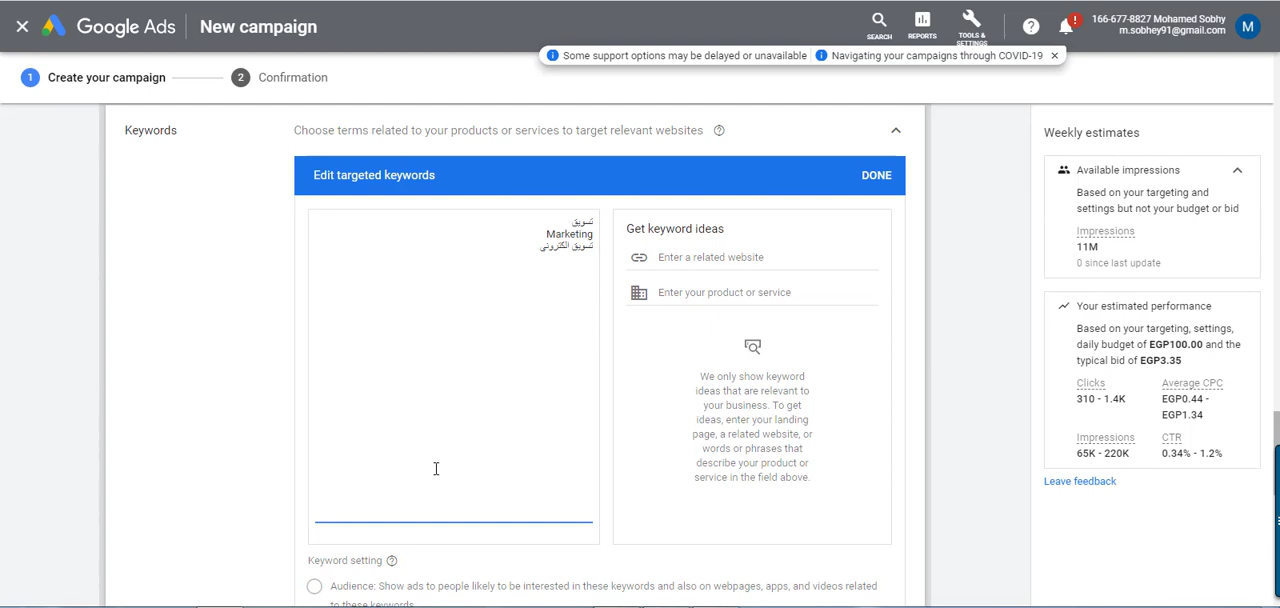 Google Ads
New campaign
SEARCH
REPORTS
TOOLS &
SETTINGS
166-677-8827 Mohamed Sobhy
m.sobhey91@gmail.com
M
Some support options may be delayed or unavailable
Navigating your campaigns through COVID-19
1 Create your campaign
2 Confirmation
Keywords
Choose terms related to your products or services to target relevant websites
Edit targeted keywords
DONE
تسويق
Marketing
تسويق الكترونى
Get keyword ideas
Enter a related website
Enter your product or service
We only show keyword
ideas that are relevant to
your business. To get
ideas, enter your landing
page, a related website, or
words or phrases that
describe your product or
service in the field above.
Keyword setting
Audience: Show ads to people likely to be interested in these keywords and also on webpages, apps, and videos related
to these keywords
Weekly estimates
Available impressions
Based on your targeting and
settings but not your budget or bid
Impressions
11M
0 since last update
Your estimated performance
Based on your targeting, settings,
daily budget of EGP100.00 and the
typical bid of EGP3.35
Clicks
310 - 1.4K
Average CPC
EGP0.44 -
EGP1.34
Impressions
65K - 220K
CTR
0.34% - 1.2%
Leave feedback